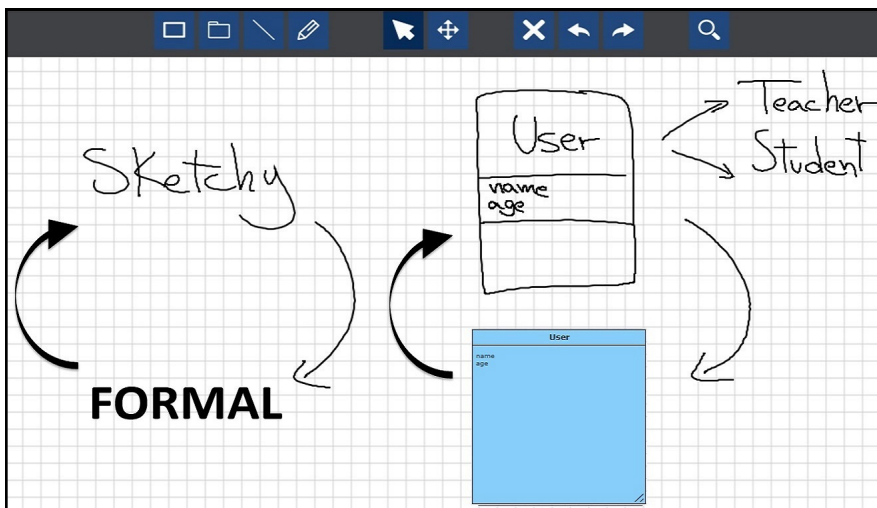 Sketchy
FORMAL
User
name
age
Teacher
Student
User
name
age